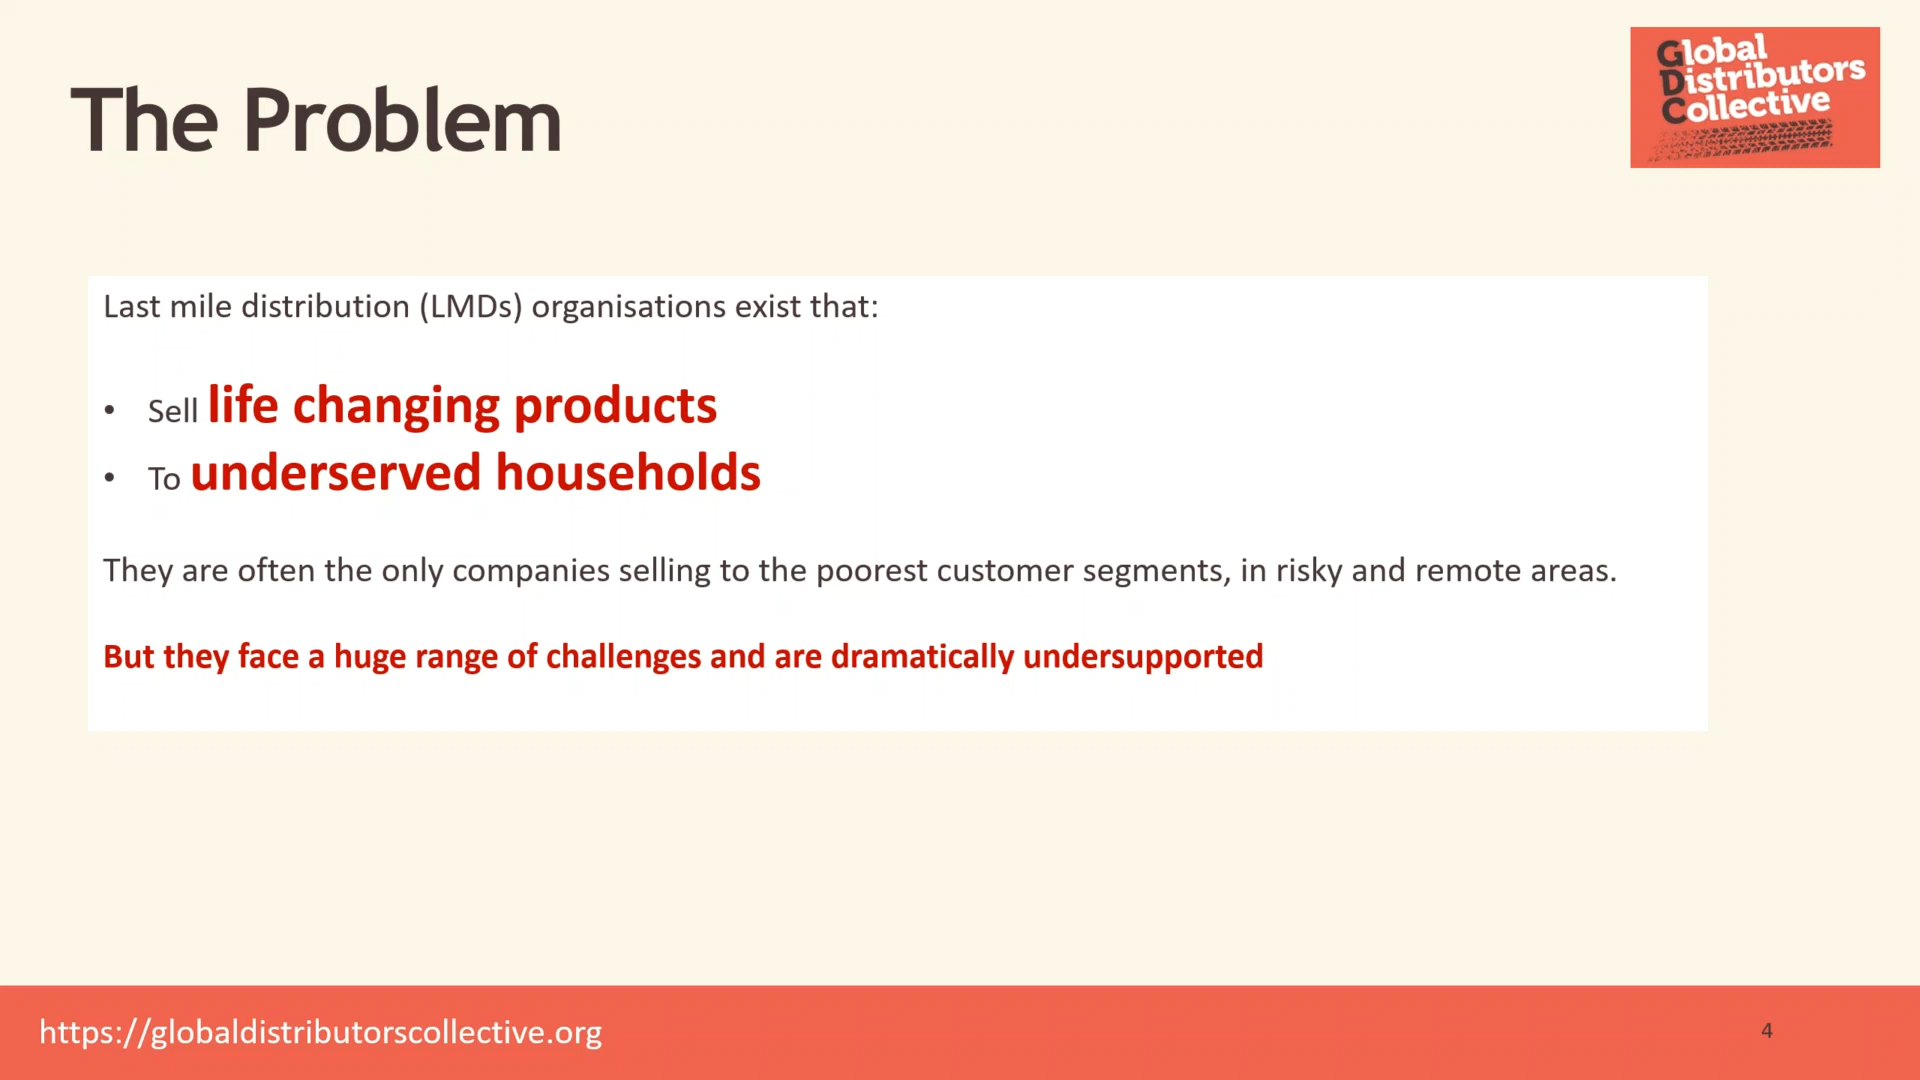 The Problem
Global
Distributors
Collective
Last mile distribution (LMDs) organisations exist that:
• Sell life changing products
• To underserved households
They are often the only companies selling to the poorest customer segments, in risky and remote areas.
But they face a huge range of challenges and are dramatically undersupported
https://globaldistributorscollective.org
4